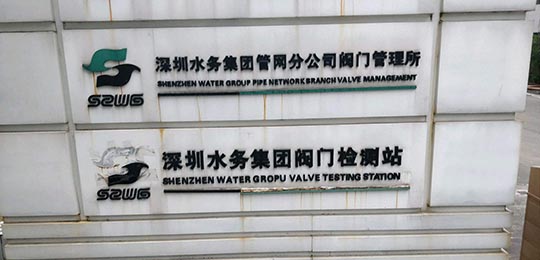 深圳水务集团管网分公司阀门管理所
SHENZHEN WATER GROUP PIPE NETWORK BRANCH VALVE MANAGEMENT
SZWG
深圳水务集团阀门检测站
SHENZHEN WATER GROPU VALVE TESTING STATION
SZWG